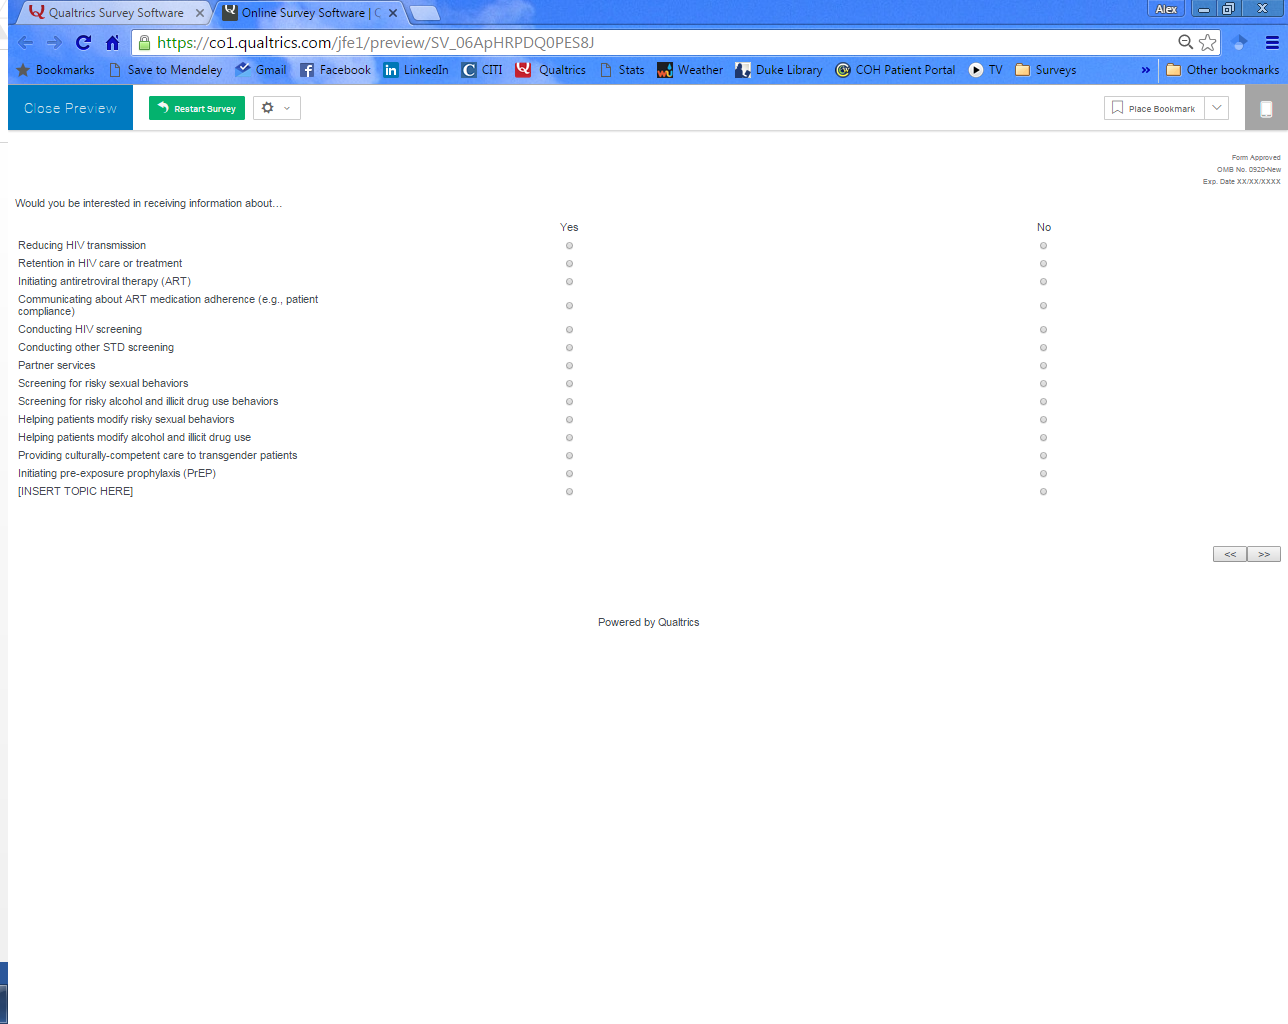 Alex
Qualtrics Survey Software
Online Survey Software |
https://co1.qualtrics.com/jfe1/preview/SV_06ApHRPDQ0PES8J
Bookmarks Save to Mendeley Gmail Facebook LinkedIn CITI Qualtrics Stats Weather Duke Library COH Patient Portal TV Surveys » Other bookmarks
Close Preview Restart Survey Place Bookmark
Form Approved
OMB No. 0920-New
Exp. Date XX/XX/XXXX
Would you be interested in receiving information about…
Yes No
Reducing HIV transmission
Retention in HIV care or treatment
Initiating antiretroviral therapy (ART)
Communicating about ART medication adherence (e.g., patient
compliance)
Conducting HIV screening
Conducting other STD screening
Partner services
Screening for risky sexual behaviors
Screening for risky alcohol and illicit drug use behaviors
Helping patients modify risky sexual behaviors
Helping patients modify alcohol and illicit drug use
Providing culturally-competent care to transgender patients
Initiating pre-exposure prophylaxis (PrEP)
[INSERT TOPIC HERE]
<< >>
Powered by Qualtrics